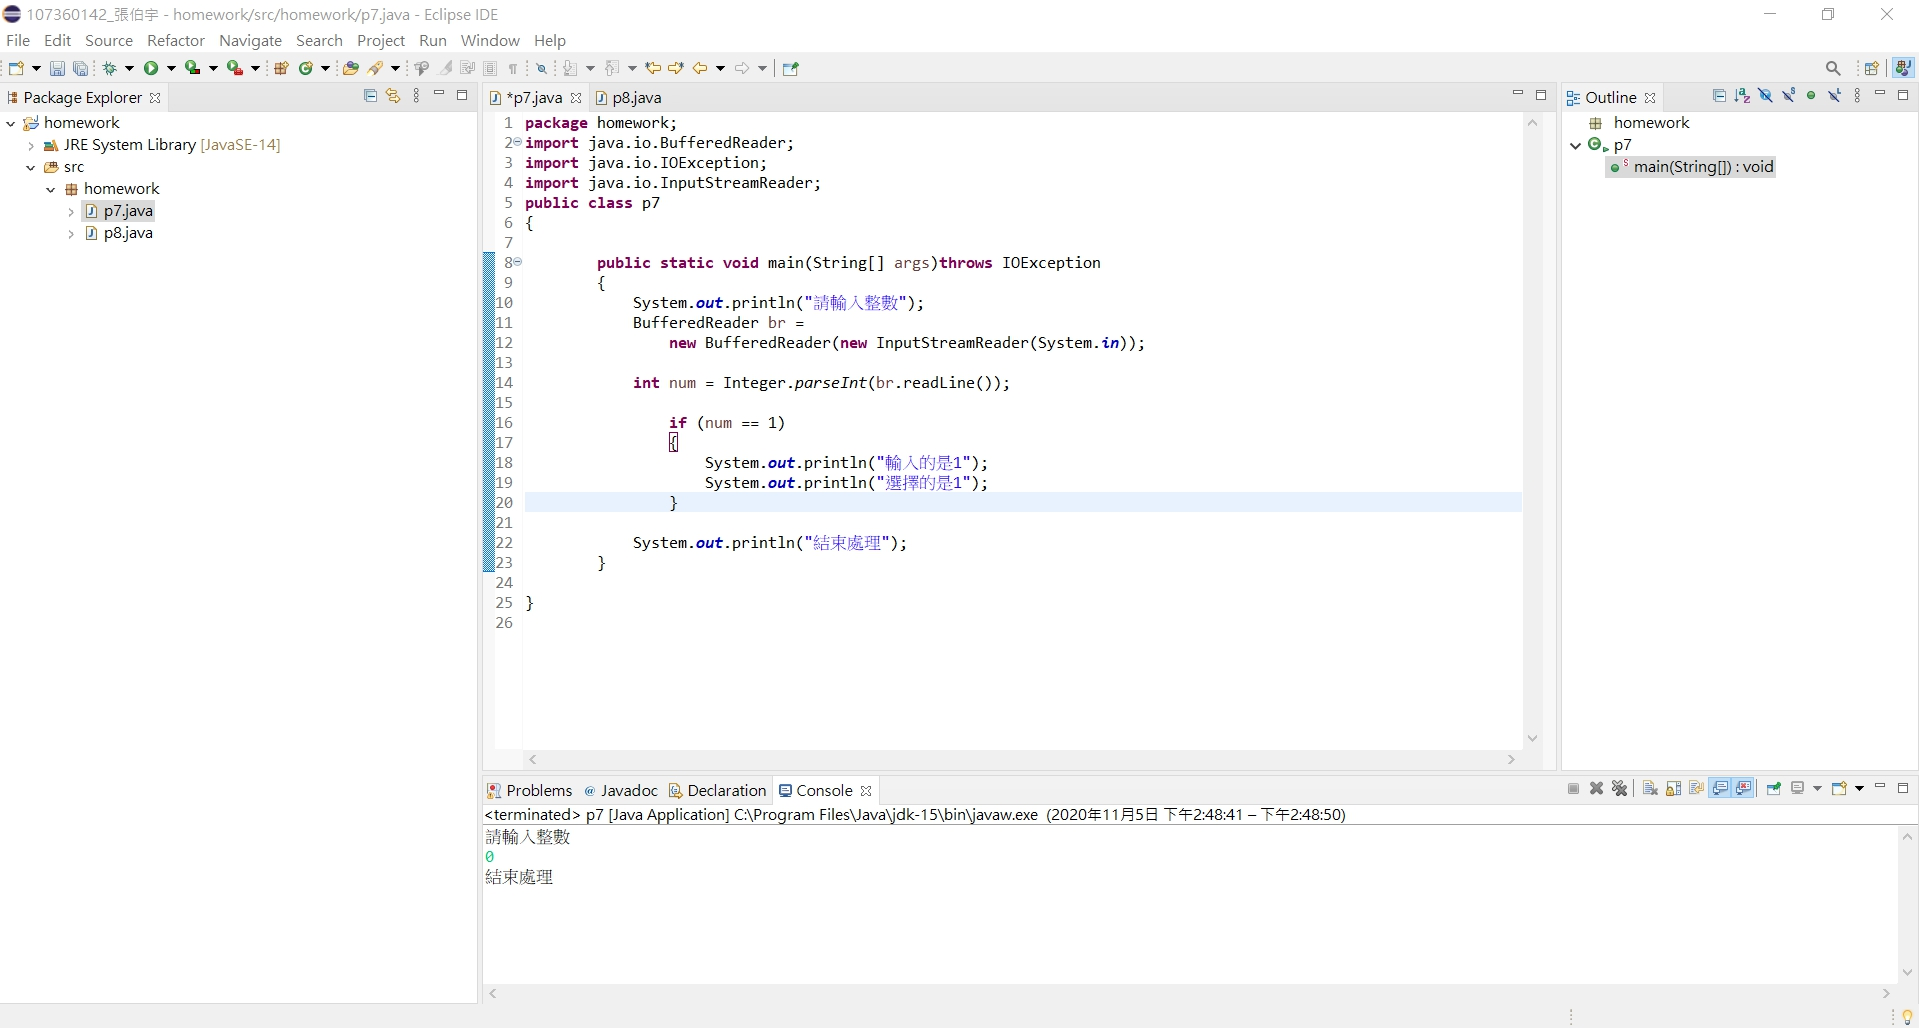 107360142_張伯宇 - homework/src/homework/p7.java - Eclipse IDE
File Edit Source Refactor Navigate Search Project Run Window Help
Package Explorer
homework
JRE System Library [JavaSE-14]
src
homework
p7.java
p8.java
*p7.java p8.java
1 package homework;
2 import java.io.BufferedReader;
3 import java.io.IOException;
4 import java.io.InputStreamReader;
5 public class p7
6 {
7
8 public static void main(String[] args)throws IOException
9 {
10 System.out.println("請輸入整數");
11 BufferedReader br =
12 new BufferedReader(new InputStreamReader(System.in));
13
14 int num = Integer.parseInt(br.readLine());
15
16 if (num == 1)
17 {
18 System.out.println("輸入的是1");
19 System.out.println("選擇的是1");
20 }
21
22 System.out.println("結束處理");
23 }
24
25 }
26
Outline
homework
p7
main(String[]) : void
Problems @ Javadoc Declaration Console
<terminated> p7 [Java Application] C:\Program Files\Java\jdk-15\bin\javaw.exe (2020年11月5日 下午2:48:41 – 下午2:48:50)
請輸入整數
0
結束處理